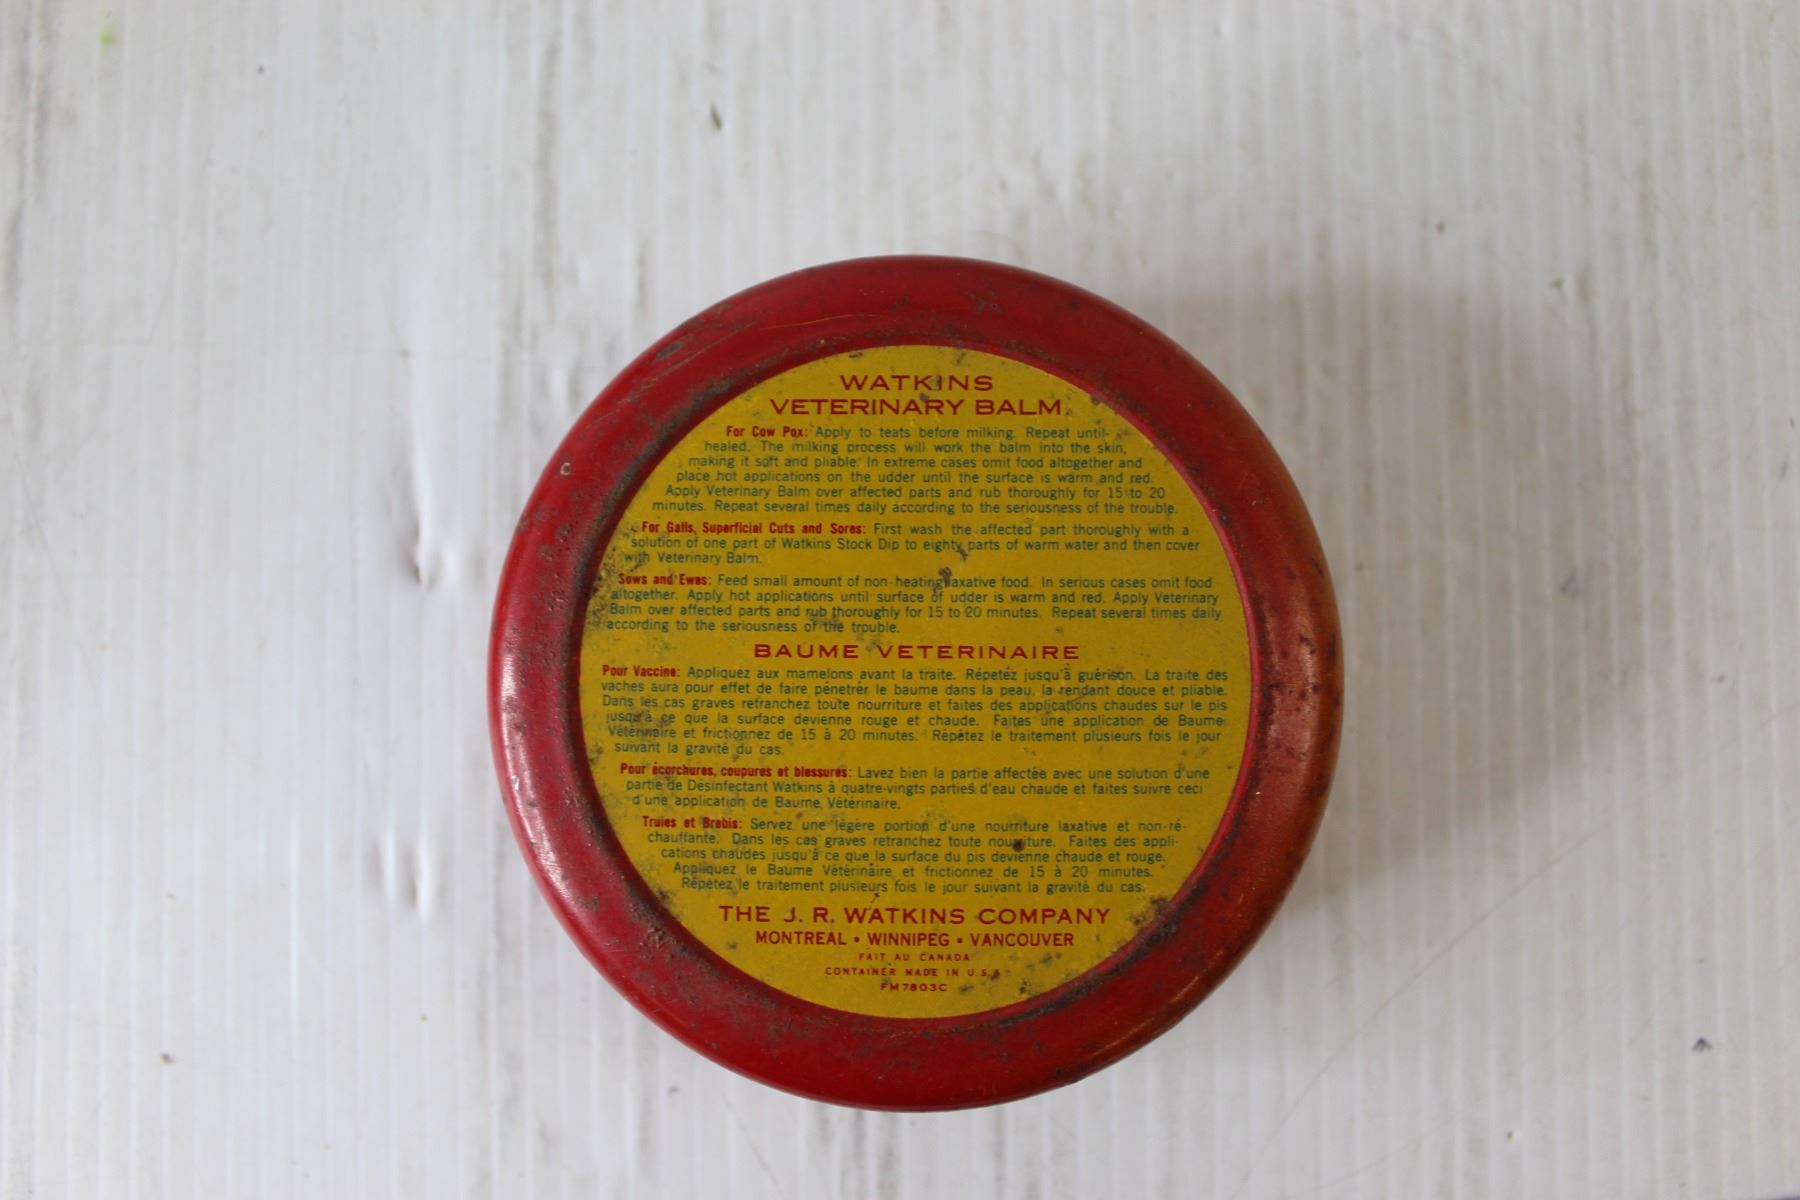 WATKINS
VETERINARY BALM
For Cow Pox: Apply to teats before milking. Repeat until
healed. The milking process will work the balm into the skin,
making it soft and pliable. In extreme cases omit food altogether and
place hot applications on the udder until the surface is warm and red.
Apply Veterinary Balm over affected parts and rub thoroughly for 15 to 20
minutes. Repeat several times daily according to the seriousness of the trouble.
For Galls, Superficial Cuts and Sores: First wash the affected part thoroughly with a
solution of one part of Watkins Stock Dip to eighty parts of warm water and then cover
with Veterinary Balm.
Sows and Ewes: Feed small amount of non-heating laxative food. In serious cases omit food
altogether. Apply hot applications until surface of udder is warm and red. Apply Veterinary
Balm over affected parts and rub thoroughly for 15 to 20 minutes. Repeat several times daily
according to the seriousness of the trouble.
BAUME VETERINAIRE
Pour Vaccine: Appliquez aux mamelons avant la traite. Répetéz jusqu'à guérison. La traite des
vaches aura pour effet de faire pénetrér le baume dans la peau, la rendant douce et pliable.
Dans les cas graves retranchez toute nourriture et faites des applications chaudes sur le pis
jusqu'à ce que la surface devienne rouge et chaude. Faites une application de Baume
Vétérinaire et frictionnez de 15 à 20 minutes. Répétez le traitement plusieurs fois le jour
suivant la gravité du cas.
Pour écorchures, coupures et blessures: Lavez bien la partie affectée avec une solution d'une
partie de Désinfectant Watkins à quatre-vingts parties d'eau chaude et faites suivre ceci
d'une application de Baume Vétérinaire.
Truies et Brebis: Servez une légère portion d'une nourriture laxative et non-ré-
chauffante. Dans les cas graves retranchez toute nourriture. Faites des appli-
cations chaudes jusqu'à ce que la surface du pis devienne chaude et rouge.
Appliquez le Baume Vétérinaire et frictionnez de 15 à 20 minutes.
Répétez le traitement plusieurs fois le jour suivant la gravité du cas.
THE J. R. WATKINS COMPANY
MONTREAL • WINNIPEG • VANCOUVER
FAIT AU CANADA
CONTAINER MADE IN U.S.A.
FM7803C